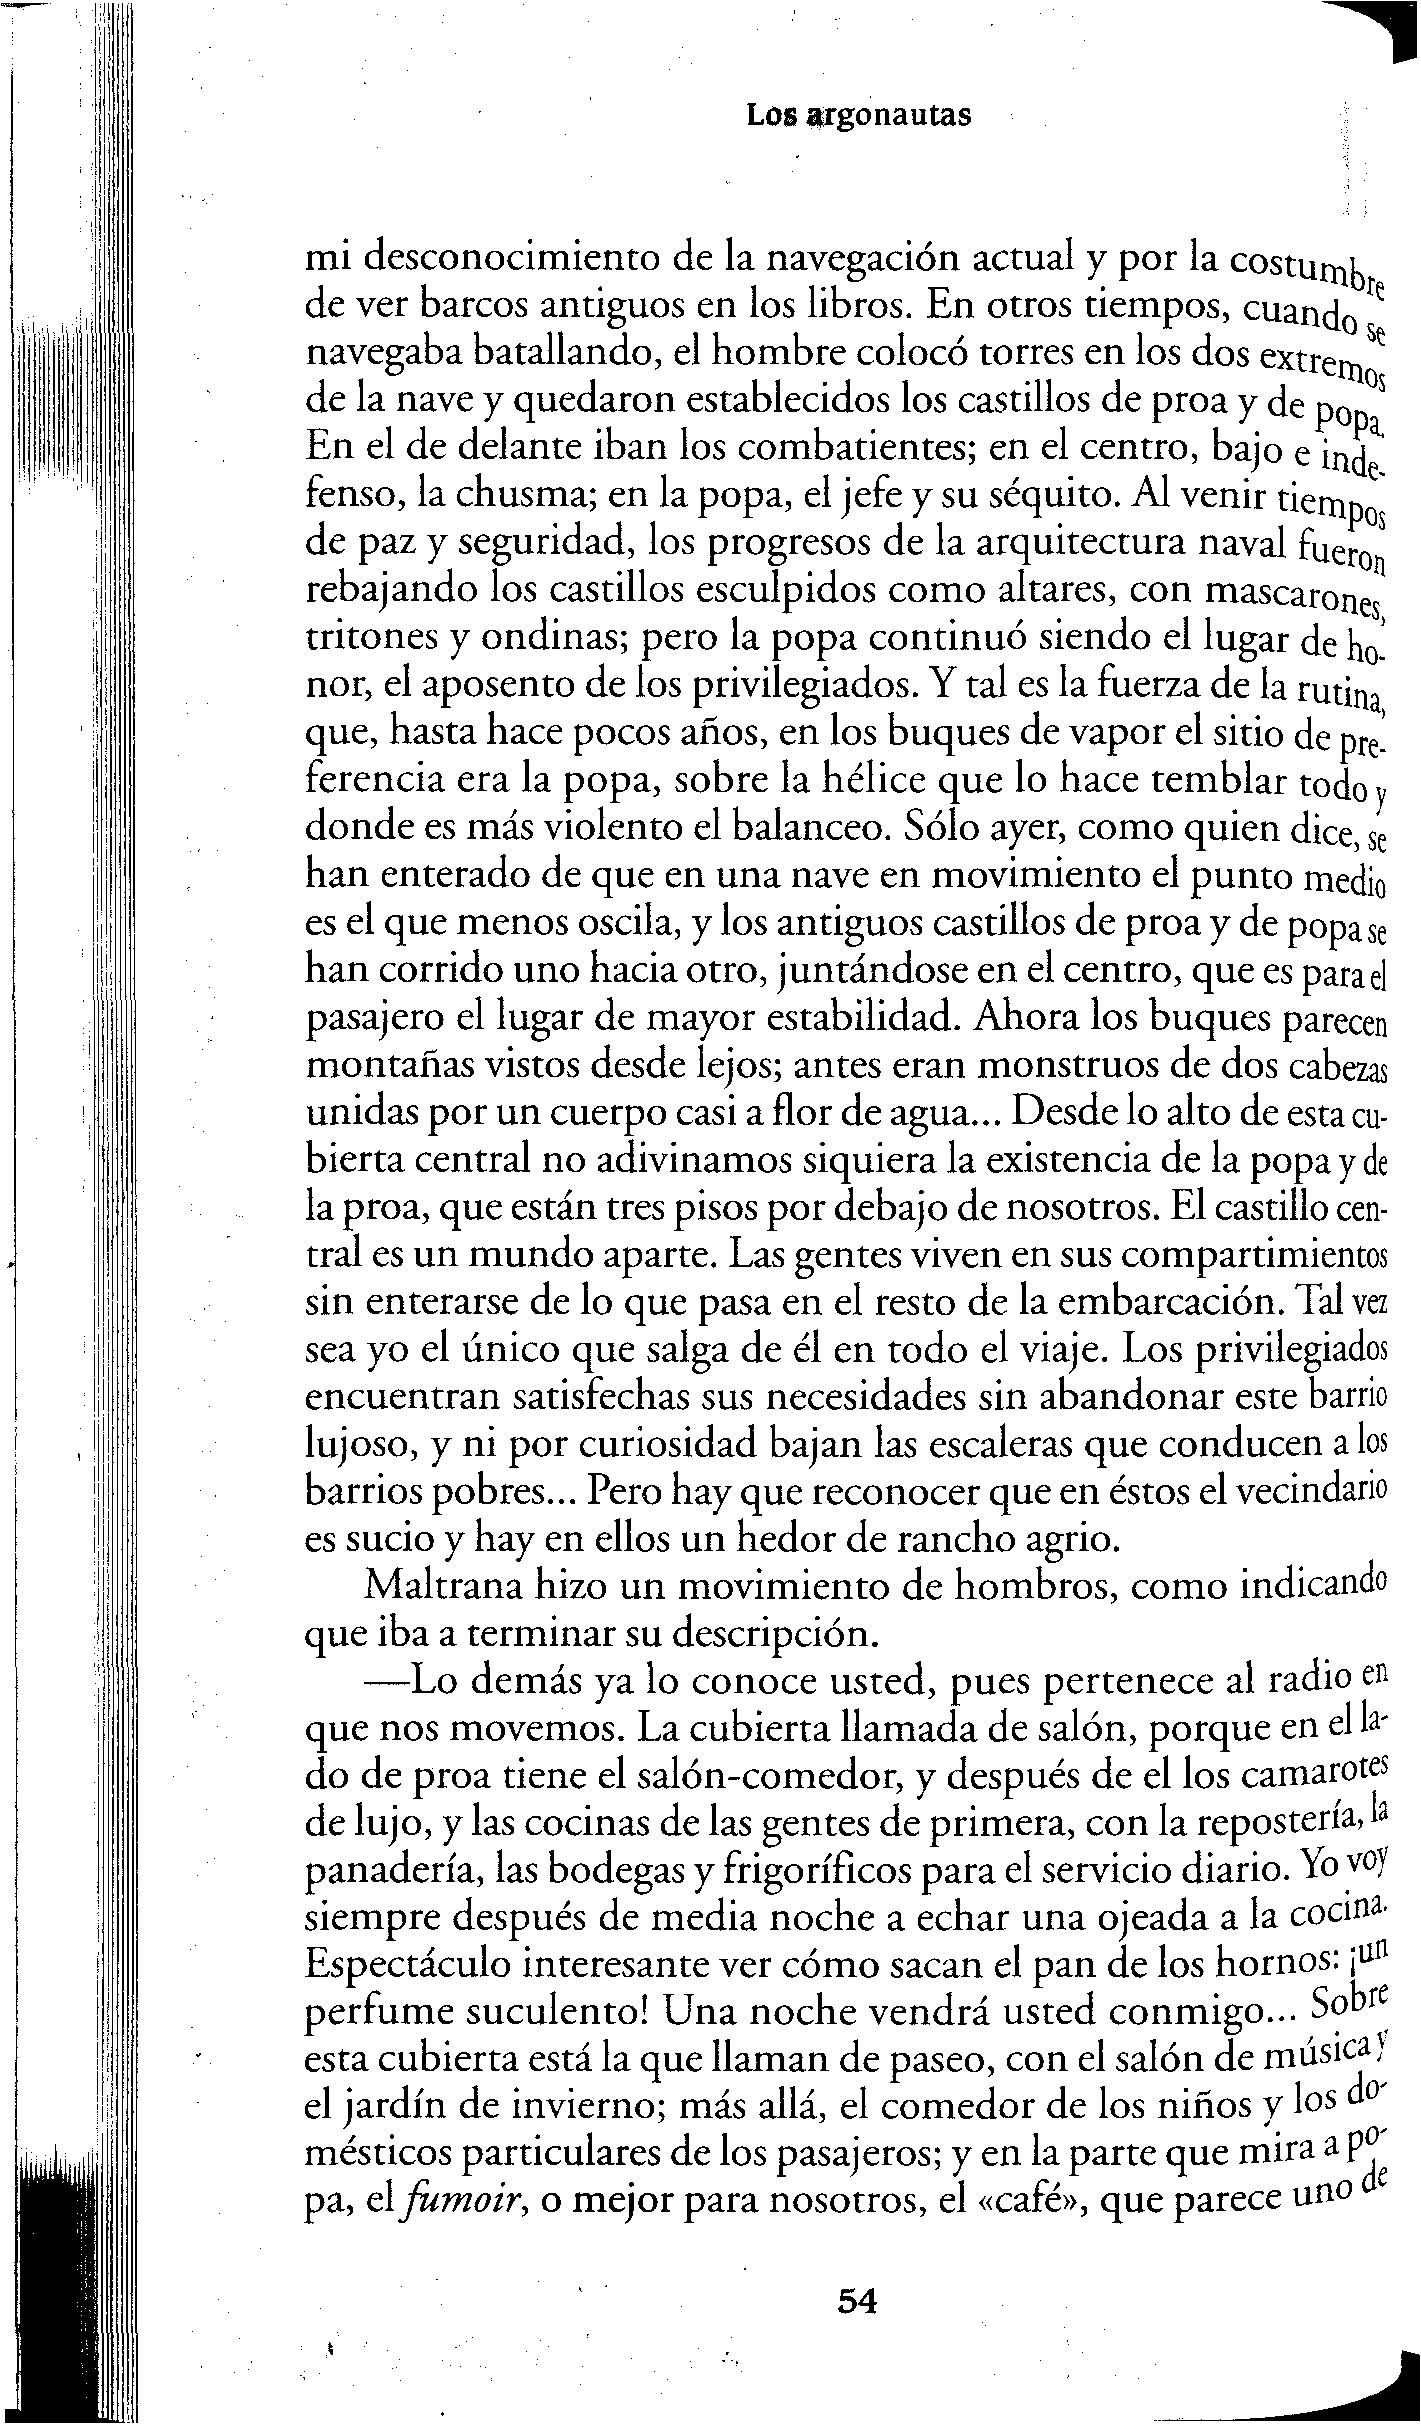 Los argonautas
mi desconocimiento de la navegación actual y por la costumbre
de ver barcos antiguos en los libros. En otros tiempos, cuando se
navegaba batallando, el hombre colocó torres en los dos extremos
de la nave y quedaron establecidos los castillos de proa y de popa.
En el de delante iban los combatientes; en el centro, bajo e inde-
fenso, la chusma; en la popa, el jefe y su séquito. Al venir tiempos
de paz y seguridad, los progresos de la arquitectura naval fueron
rebajando los castillos esculpidos como altares, con mascarones,
tritones y ondinas; pero la popa continuó siendo el lugar de ho-
nor, el aposento de los privilegiados. Y tal es la fuerza de la rutina,
que, hasta hace pocos años, en los buques de vapor el sitio de pre-
ferencia era la popa, sobre la hélice que lo hace temblar todo y
donde es más violento el balanceo. Sólo ayer, como quien dice, se
han enterado de que en una nave en movimiento el punto medio
es el que menos oscila, y los antiguos castillos de proa y de popa se
han corrido uno hacia otro, juntándose en el centro, que es para el
pasajero el lugar de mayor estabilidad. Ahora los buques parecen
montañas vistos desde lejos; antes eran monstruos de dos cabezas
unidas por un cuerpo casi a flor de agua... Desde lo alto de esta cu-
bierta central no adivinamos siquiera la existencia de la popa y de
la proa, que están tres pisos por debajo de nosotros. El castillo cen-
tral es un mundo aparte. Las gentes viven en sus compartimientos
sin enterarse de lo que pasa en el resto de la embarcación. Tal vez
sea yo el único que salga de él en todo el viaje. Los privilegiados
encuentran satisfechas sus necesidades sin abandonar este barrio
lujoso, y ni por curiosidad bajan las escaleras que conducen a los
barrios pobres... Pero hay que reconocer que en éstos el vecindario
es sucio y hay en ellos un hedor de rancho agrio.
Maltrana hizo un movimiento de hombros, como indicando
que iba a terminar su descripción.
—Lo demás ya lo conoce usted, pues pertenece al radio en
que nos movemos. La cubierta llamada de salón, porque en el la-
do de proa tiene el salón-comedor, y después de el los camarotes
de lujo, y las cocinas de las gentes de primera, con la repostería, la
panadería, las bodegas y frigoríficos para el servicio diario. Yo voy
siempre después de media noche a echar una ojeada a la cocina.
Espectáculo interesante ver cómo sacan el pan de los hornos: ¡un
perfume suculento! Una noche vendrá usted conmigo... Sobre
esta cubierta está la que llaman de paseo, con el salón de música y
el jardín de invierno; más allá, el comedor de los niños y los do-
mésticos particulares de los pasajeros; y en la parte que mira a po-
pa, el fumoir, o mejor para nosotros, el «café», que parece uno de
54